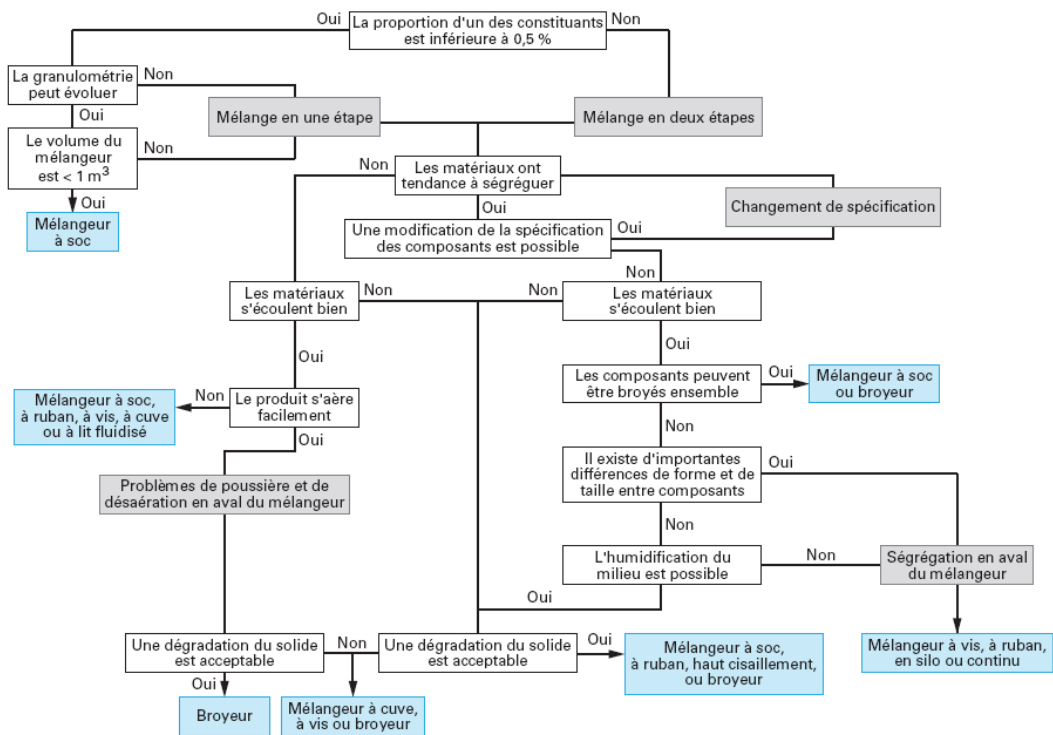 Oui
La proportion d'un des constituants
est inférieure à 0,5 %
Non
La granulométrie
peut évoluer
Non
Oui
Mélange en une étape
Mélange en deux étapes
Le volume du
mélangeur
est < 1 m³
Non
Oui
Mélangeur
à soc
Non
Les matériaux ont
tendance à ségréguer
Oui
Changement de spécification
Une modification de la spécification
des composants est possible
Oui
Non
Les matériaux
s'écoulent bien
Non
Non
Les matériaux
s'écoulent bien
Oui
Oui
Mélangeur à soc,
à ruban, à vis, à cuve
ou à lit fluidisé
Non
Le produit s'aère
facilement
Oui
Les composants peuvent
être broyés ensemble
Oui
Mélangeur à soc
ou broyeur
Non
Problèmes de poussière et de
désaération en aval du mélangeur
Il existe d'importantes
différences de forme et de
taille entre composants
Oui
Non
L'humidification du
milieu est possible
Non
Ségrégation en aval
du mélangeur
Oui
Une dégradation du solide
est acceptable
Non
Une dégradation du solide
est acceptable
Oui
Mélangeur à soc,
à ruban, haut cisaillement,
ou broyeur
Mélangeur à vis, à ruban,
en silo ou continu
Oui
Broyeur
Mélangeur à cuve,
à vis ou broyeur